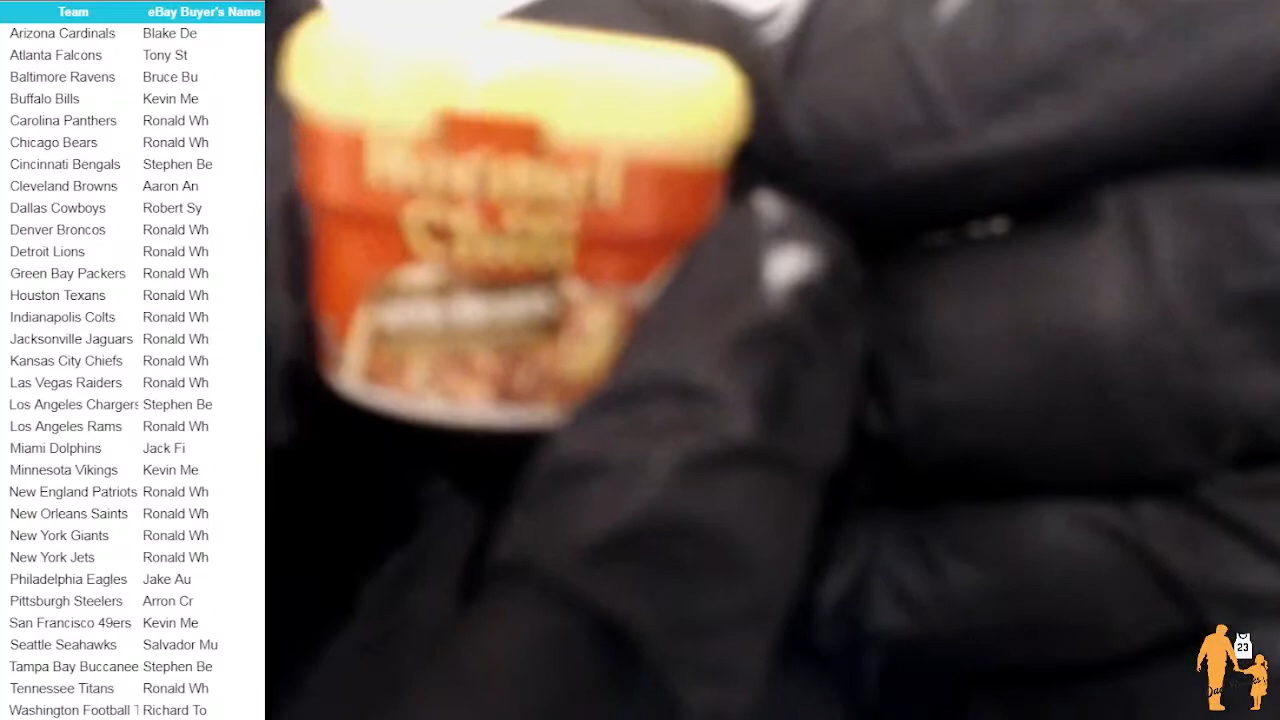 Team eBay Buyer's Name
Arizona Cardinals Blake De
Atlanta Falcons Tony St
Baltimore Ravens Bruce Bu
Buffalo Bills Kevin Me
Carolina Panthers Ronald Wh
Chicago Bears Ronald Wh
Cincinnati Bengals Stephen Be
Cleveland Browns Aaron An
Dallas Cowboys Robert Sy
Denver Broncos Ronald Wh
Detroit Lions Ronald Wh
Green Bay Packers Ronald Wh
Houston Texans Ronald Wh
Indianapolis Colts Ronald Wh
Jacksonville Jaguars Ronald Wh
Kansas City Chiefs Ronald Wh
Las Vegas Raiders Ronald Wh
Los Angeles Chargers Stephen Be
Los Angeles Rams Ronald Wh
Miami Dolphins Jack Fi
Minnesota Vikings Kevin Me
New England Patriots Ronald Wh
New Orleans Saints Ronald Wh
New York Giants Ronald Wh
New York Jets Ronald Wh
Philadelphia Eagles Jake Au
Pittsburgh Steelers Arron Cr
San Francisco 49ers Kevin Me
Seattle Seahawks Salvador Mu
Tampa Bay Buccanee Stephen Be
Tennessee Titans Ronald Wh
Washington Football T Richard To
23